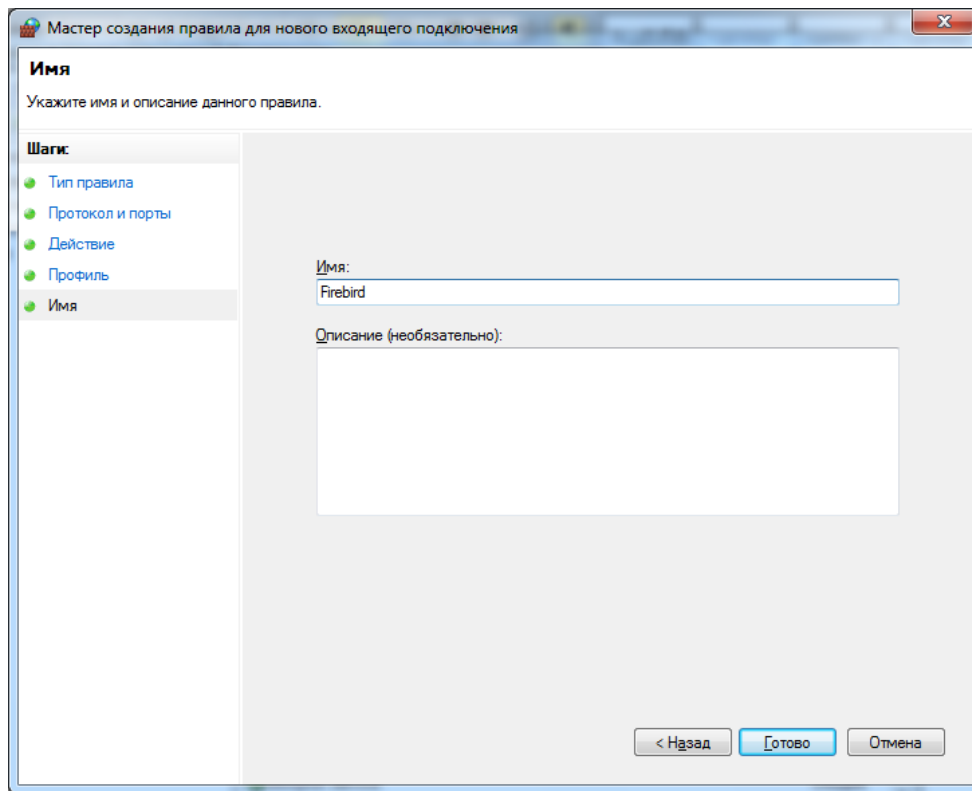 Мастер создания правила для нового входящего подключения
Имя
Укажите имя и описание данного правила.
Шаги:
Тип правила
Протокол и порты
Действие
Профиль
Имя
Имя:
Firebird
Описание (необязательно):
< Назад
Готово
Отмена